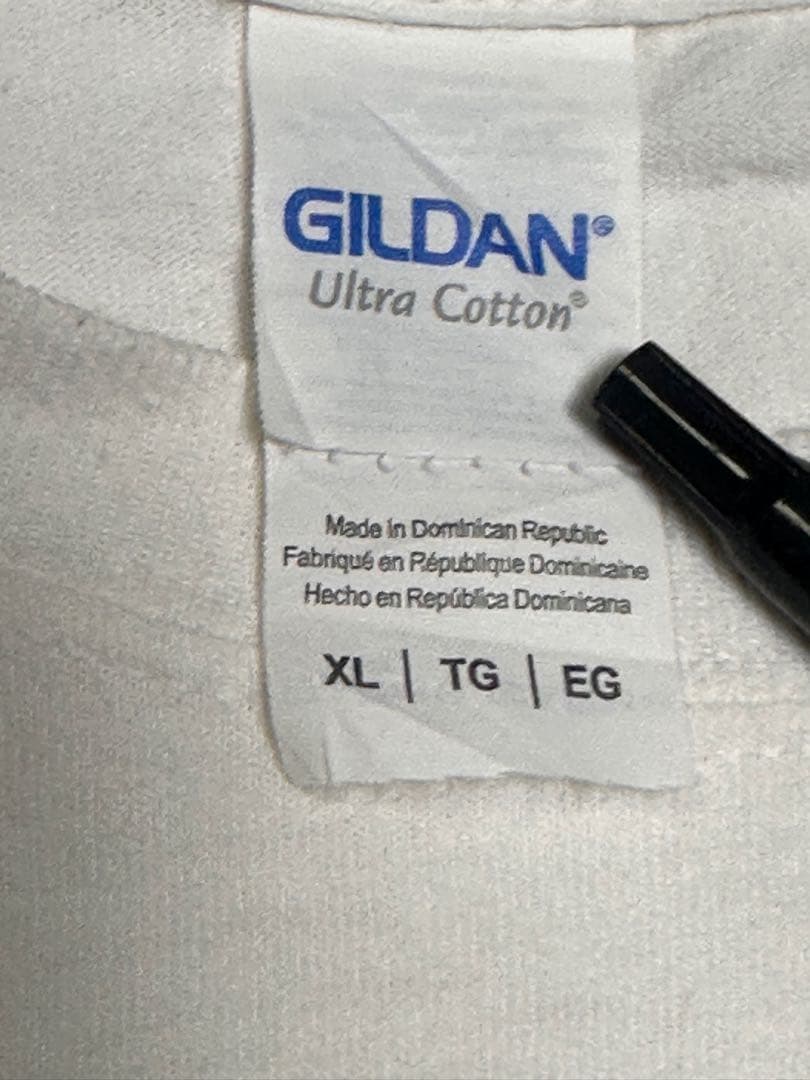 GILDAN®
Ultra Cotton®
Made in Dominican Republic
Fabriqué en République Dominicaine
Hecho en República Dominicana
XL | TG | EG